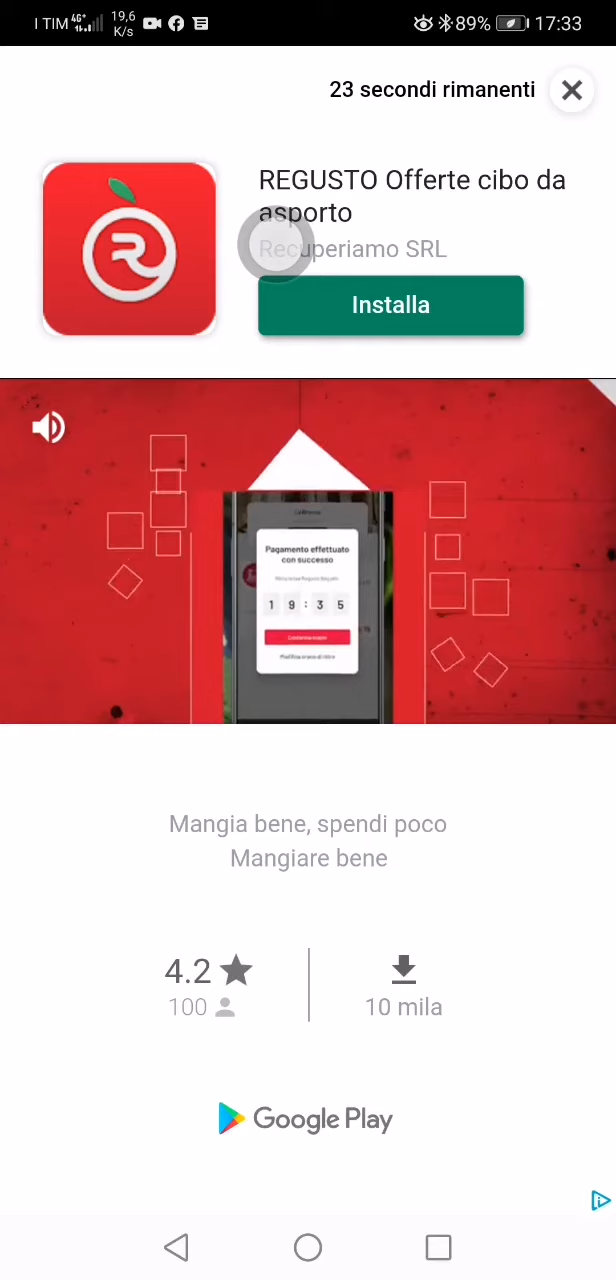 I TIM 4G+ 19,6 K/s 89% 17:33
23 secondi rimanenti
REGUSTO Offerte cibo da
asporto
Recuperiamo SRL
Installa
Pagamento effettuato
con successo
1 9 : 3 5
Mangia bene, spendi poco
Mangiare bene
4.2
100
10 mila
Google Play